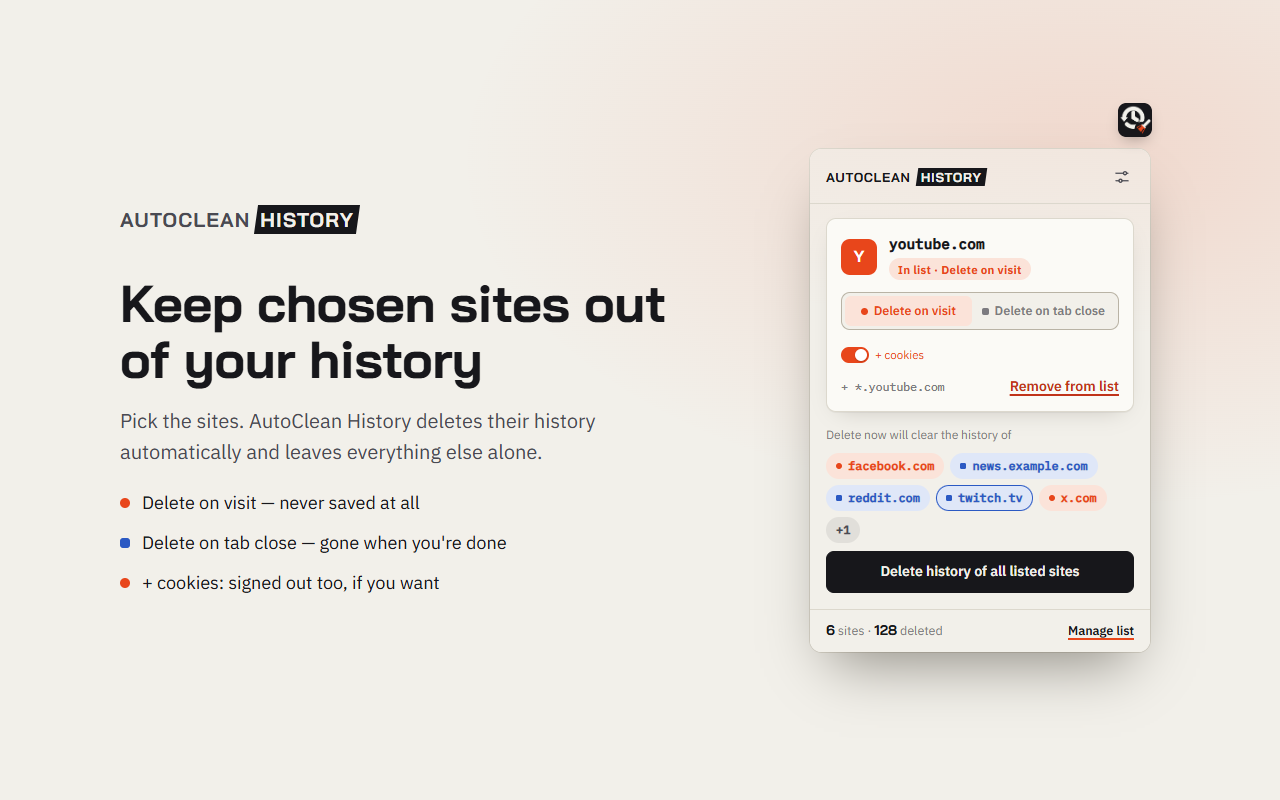 AUTOCLEAN HISTORY
Keep chosen sites out
of your history
Pick the sites. AutoClean History deletes their history
automatically and leaves everything else alone.
Delete on visit — never saved at all
Delete on tab close — gone when you're done
+ cookies: signed out too, if you want
AUTOCLEAN HISTORY
Y
youtube.com
In list · Delete on visit
Delete on visit
Delete on tab close
+ cookies
+ *.youtube.com
Remove from list
Delete now will clear the history of
facebook.com
news.example.com
reddit.com
twitch.tv
x.com
+1
Delete history of all listed sites
6 sites · 128 deleted
Manage list